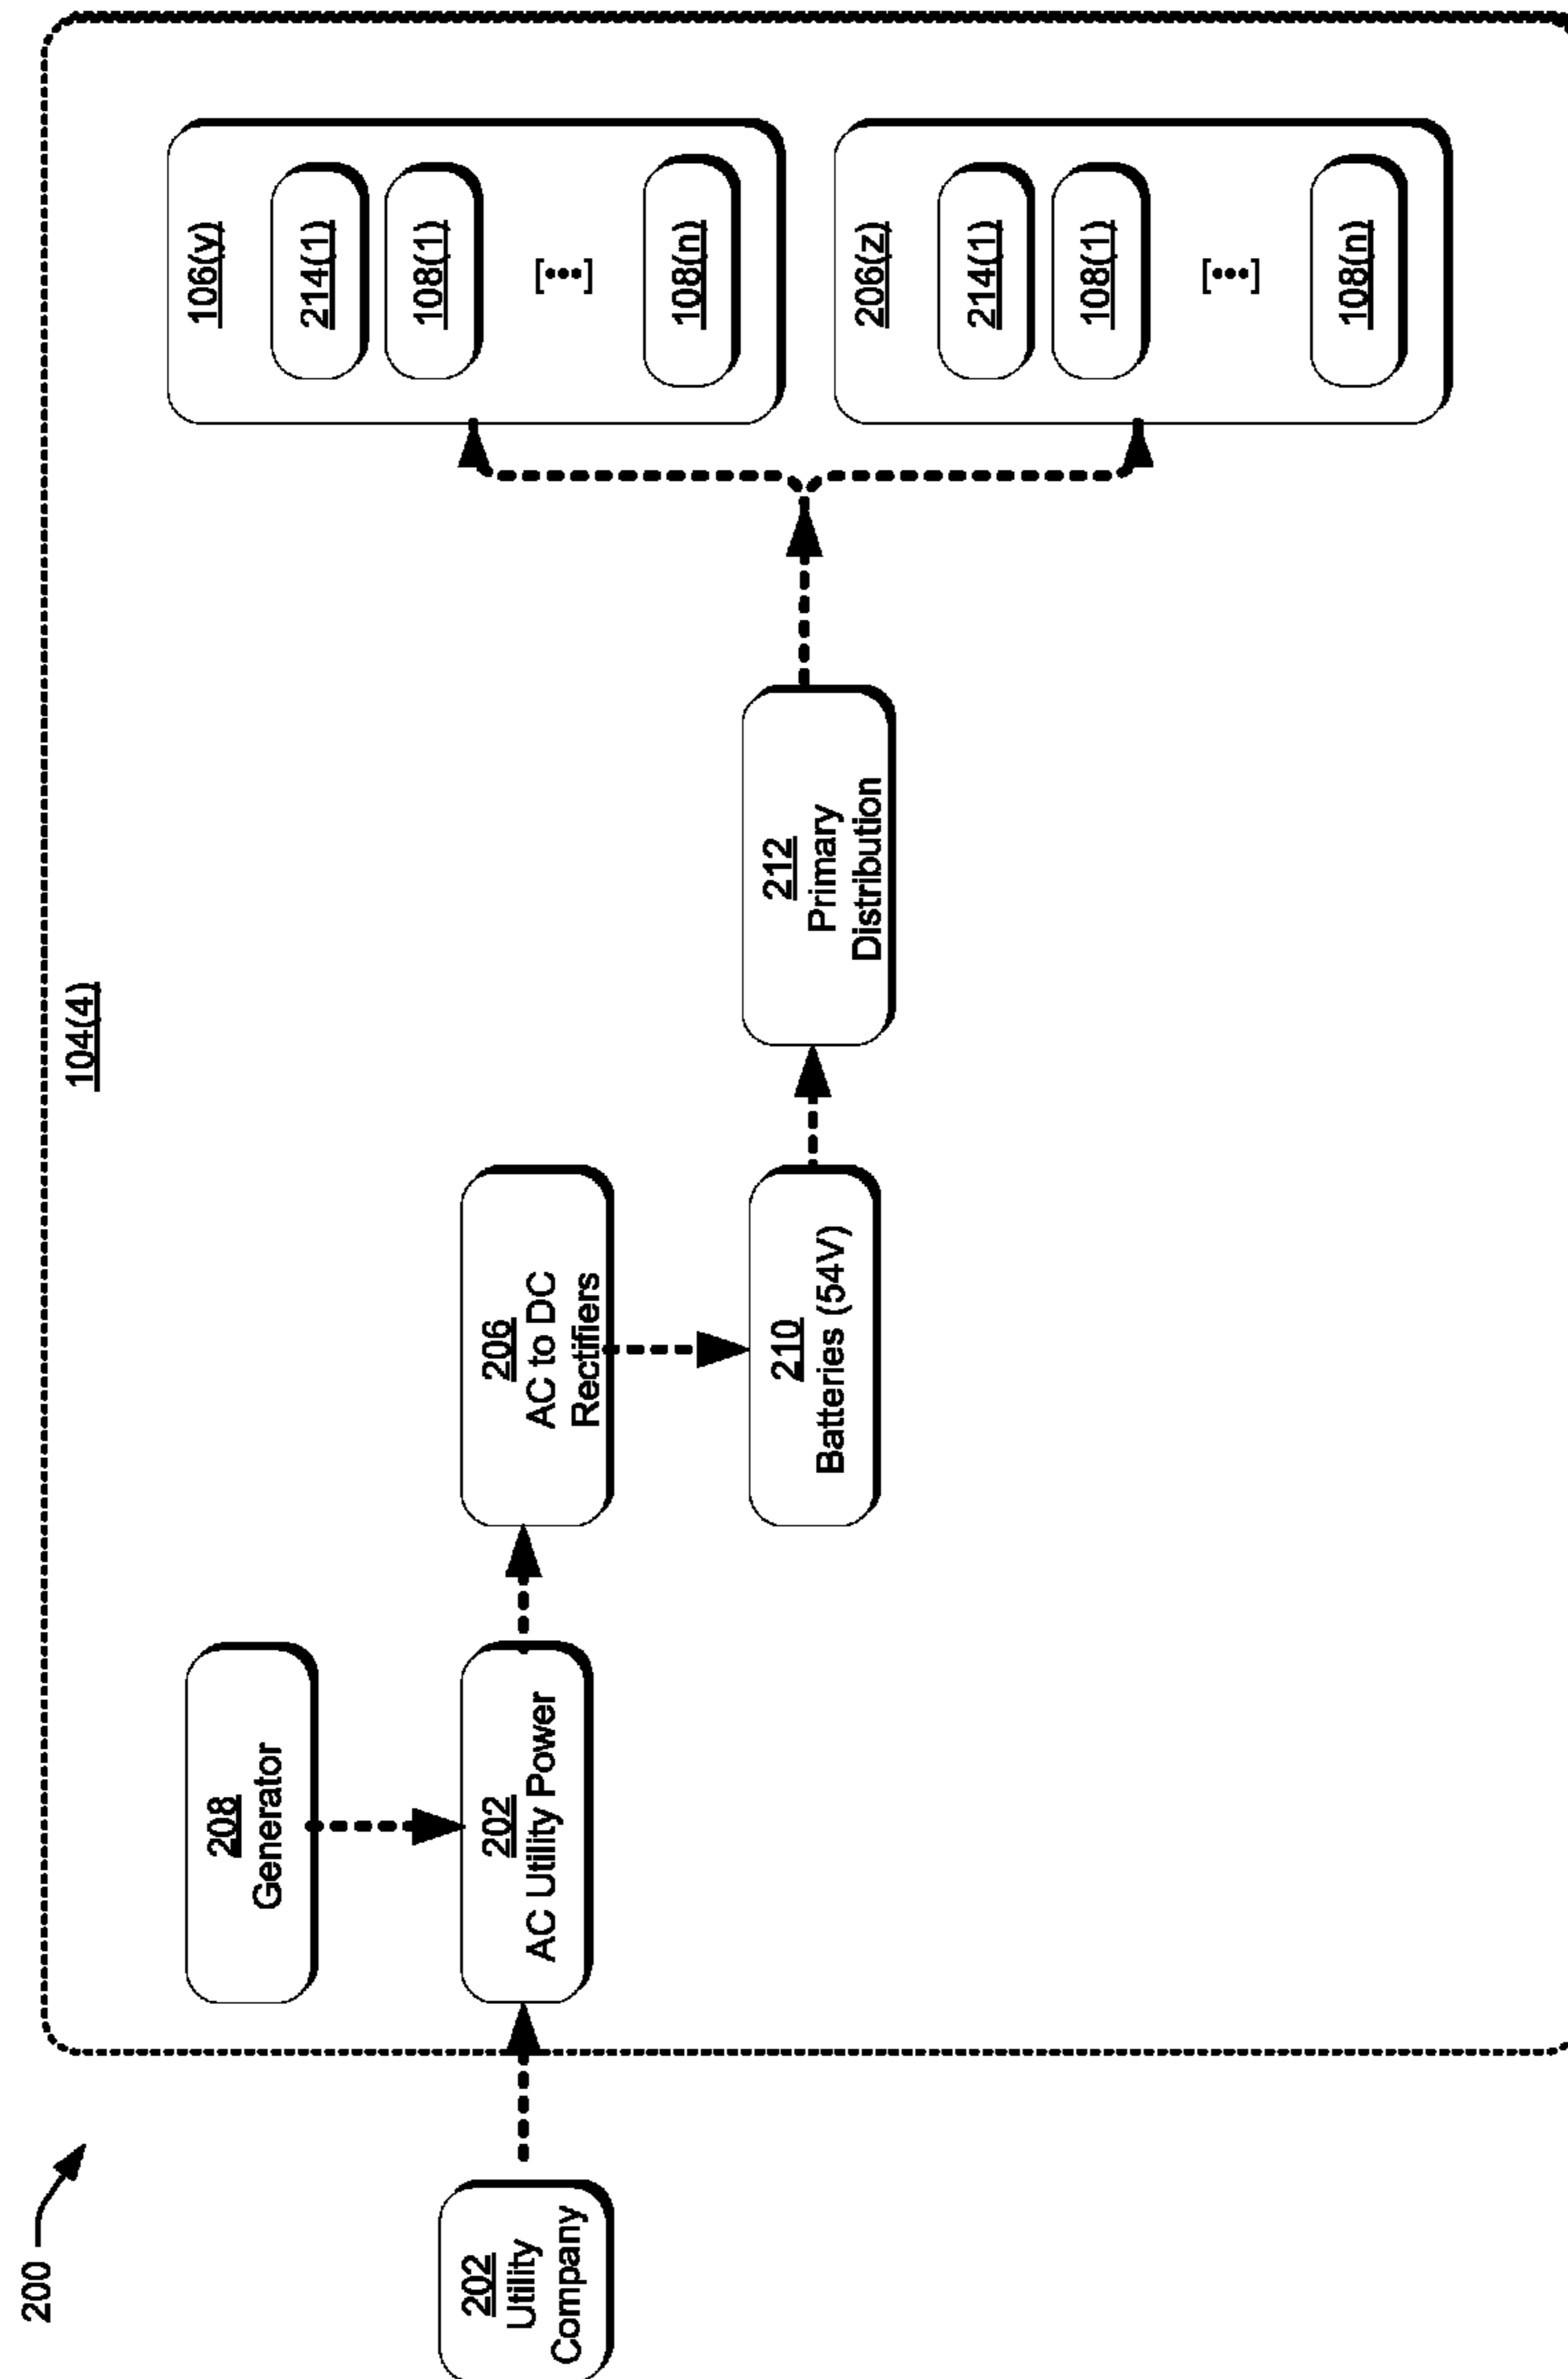 200
104(4)
202
Utility
Company
208
Generator
202
AC Utility Power
206
AC to DC
Rectifiers
210
Batteries (54V)
212
Primary
Distribution
106(y)
214(1)
108(1)
[•••]
108(n)
206(z)
214(1)
108(1)
[•••]
108(n)